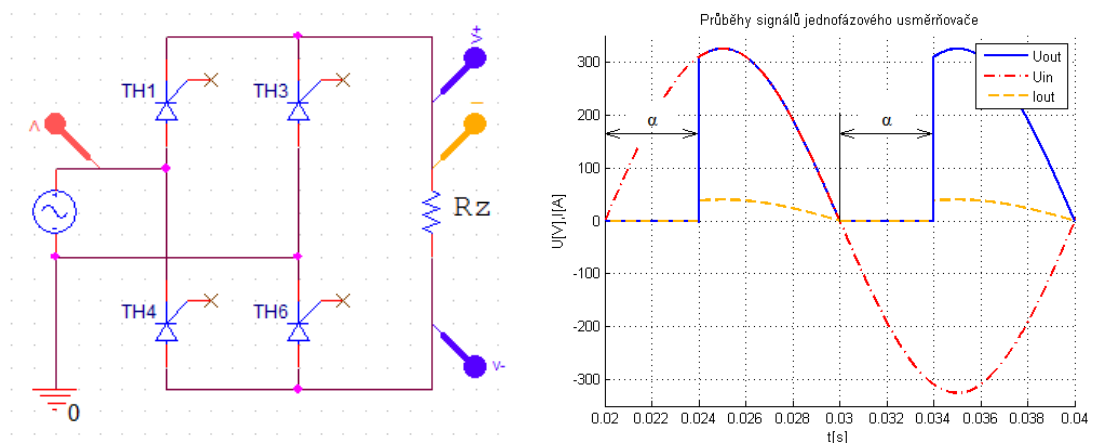 TH1
TH3
V+
V
Rz
TH4
TH6
V-
0
Průběhy signálů jednofázového usměrňovače
Uout
Uin
Iout
α
α
U[V],I[A]
300
200
100
0
-100
-200
-300
0.02
0.022
0.024
0.026
0.028
0.03
0.032
0.034
0.036
0.038
0.04
t[s]